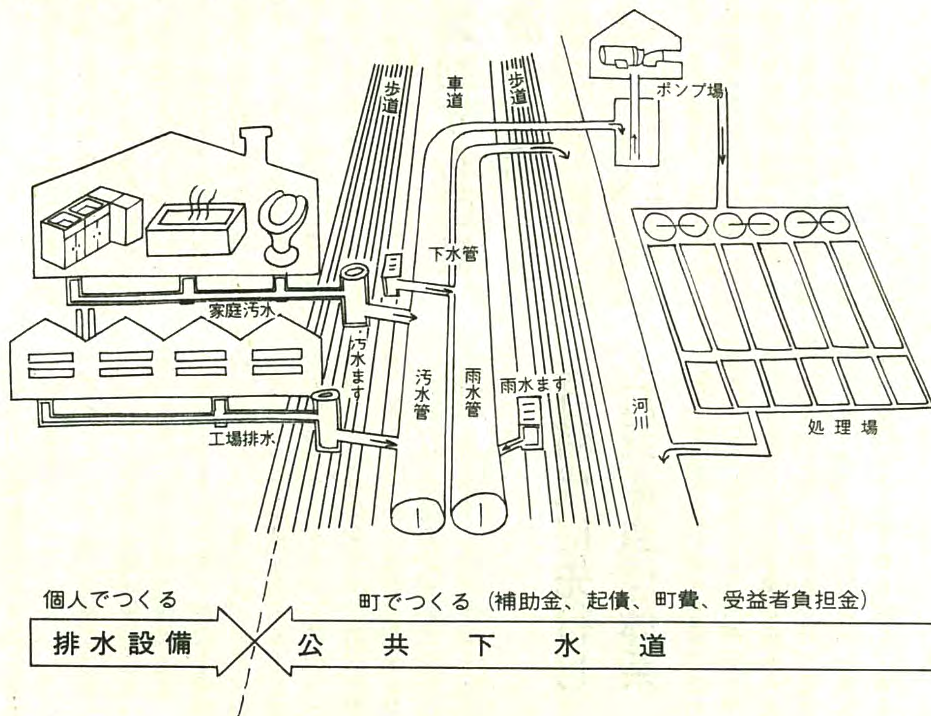 歩道
車道
歩道
ポンプ場
下水管
家庭汚水
汚水ます
汚水管
雨水管
雨水ます
河川
工場排水
処理場
個人でつくる
町でつくる (補助金、起債、町費、受益者負担金)
排水設備
公共下水道